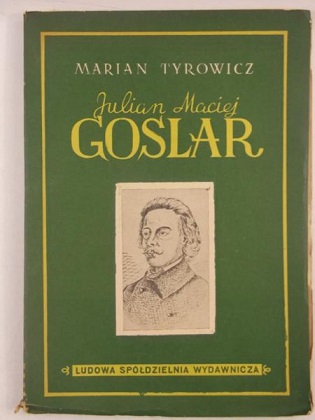 MARIAN TYROWICZ
Julian Maciej
GOSLAR
LUDOWA SPÓŁDZIELNIA WYDAWNICZA